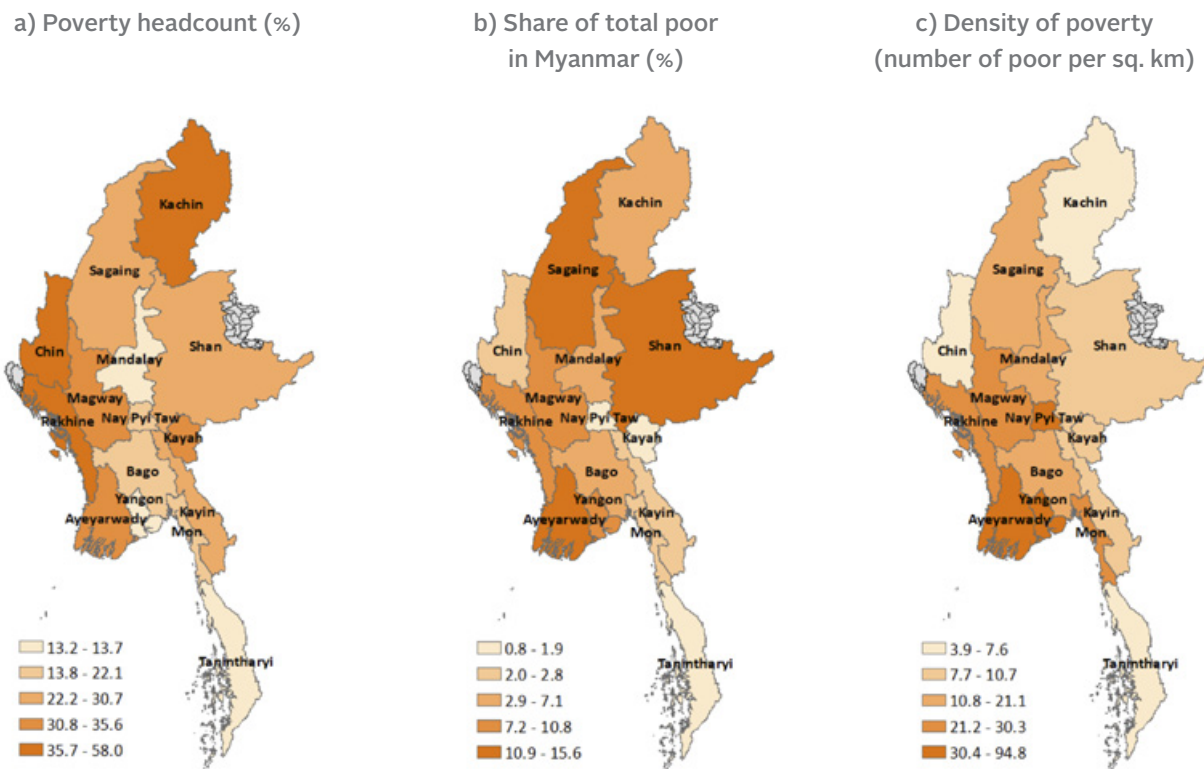 a) Poverty headcount (%)
Kachin
Sagaing
Shan
Chin
Mandalay
Magway
Rakhine
Nay Pyi Taw
Kayah
Bago
Yangon
Ayeyarwady
Kayin
Mon
Tanintharyi
13.2 - 13.7
13.8 - 22.1
22.2 - 30.7
30.8 - 35.6
35.7 - 58.0
b) Share of total poor
in Myanmar (%)
Kachin
Sagaing
Shan
Chin
Mandalay
Magway
Rakhine
Nay Pyi Taw
Kayah
Bago
Yangon
Ayeyarwady
Kayin
Mon
Tanintharyi
0.8 - 1.9
2.0 - 2.8
2.9 - 7.1
7.2 - 10.8
10.9 - 15.6
c) Density of poverty
(number of poor per sq. km)
Kachin
Sagaing
Shan
Chin
Mandalay
Magway
Rakhine
Nay Pyi Taw
Kayah
Bago
Yangon
Ayeyarwady
Kayin
Mon
Tanintharyi
3.9 - 7.6
7.7 - 10.7
10.8 - 21.1
21.2 - 30.3
30.4 - 94.8